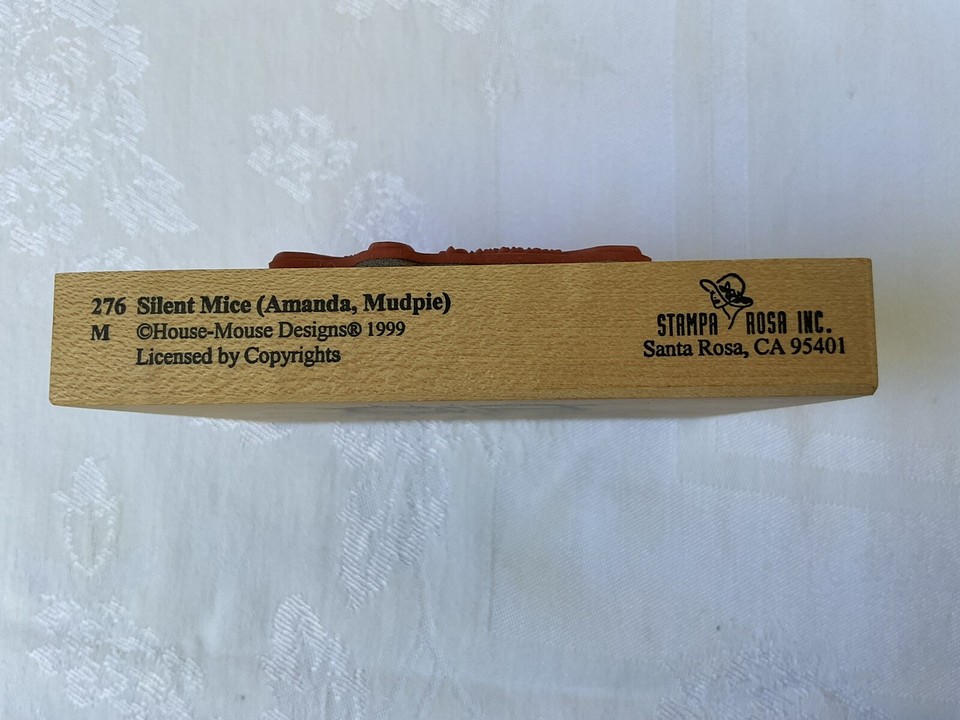 276 Silent Mice (Amanda, Mudpie)
M ©House-Mouse Designs® 1999
Licensed by Copyrights
STAMPA ROSA INC.
Santa Rosa, CA 95401